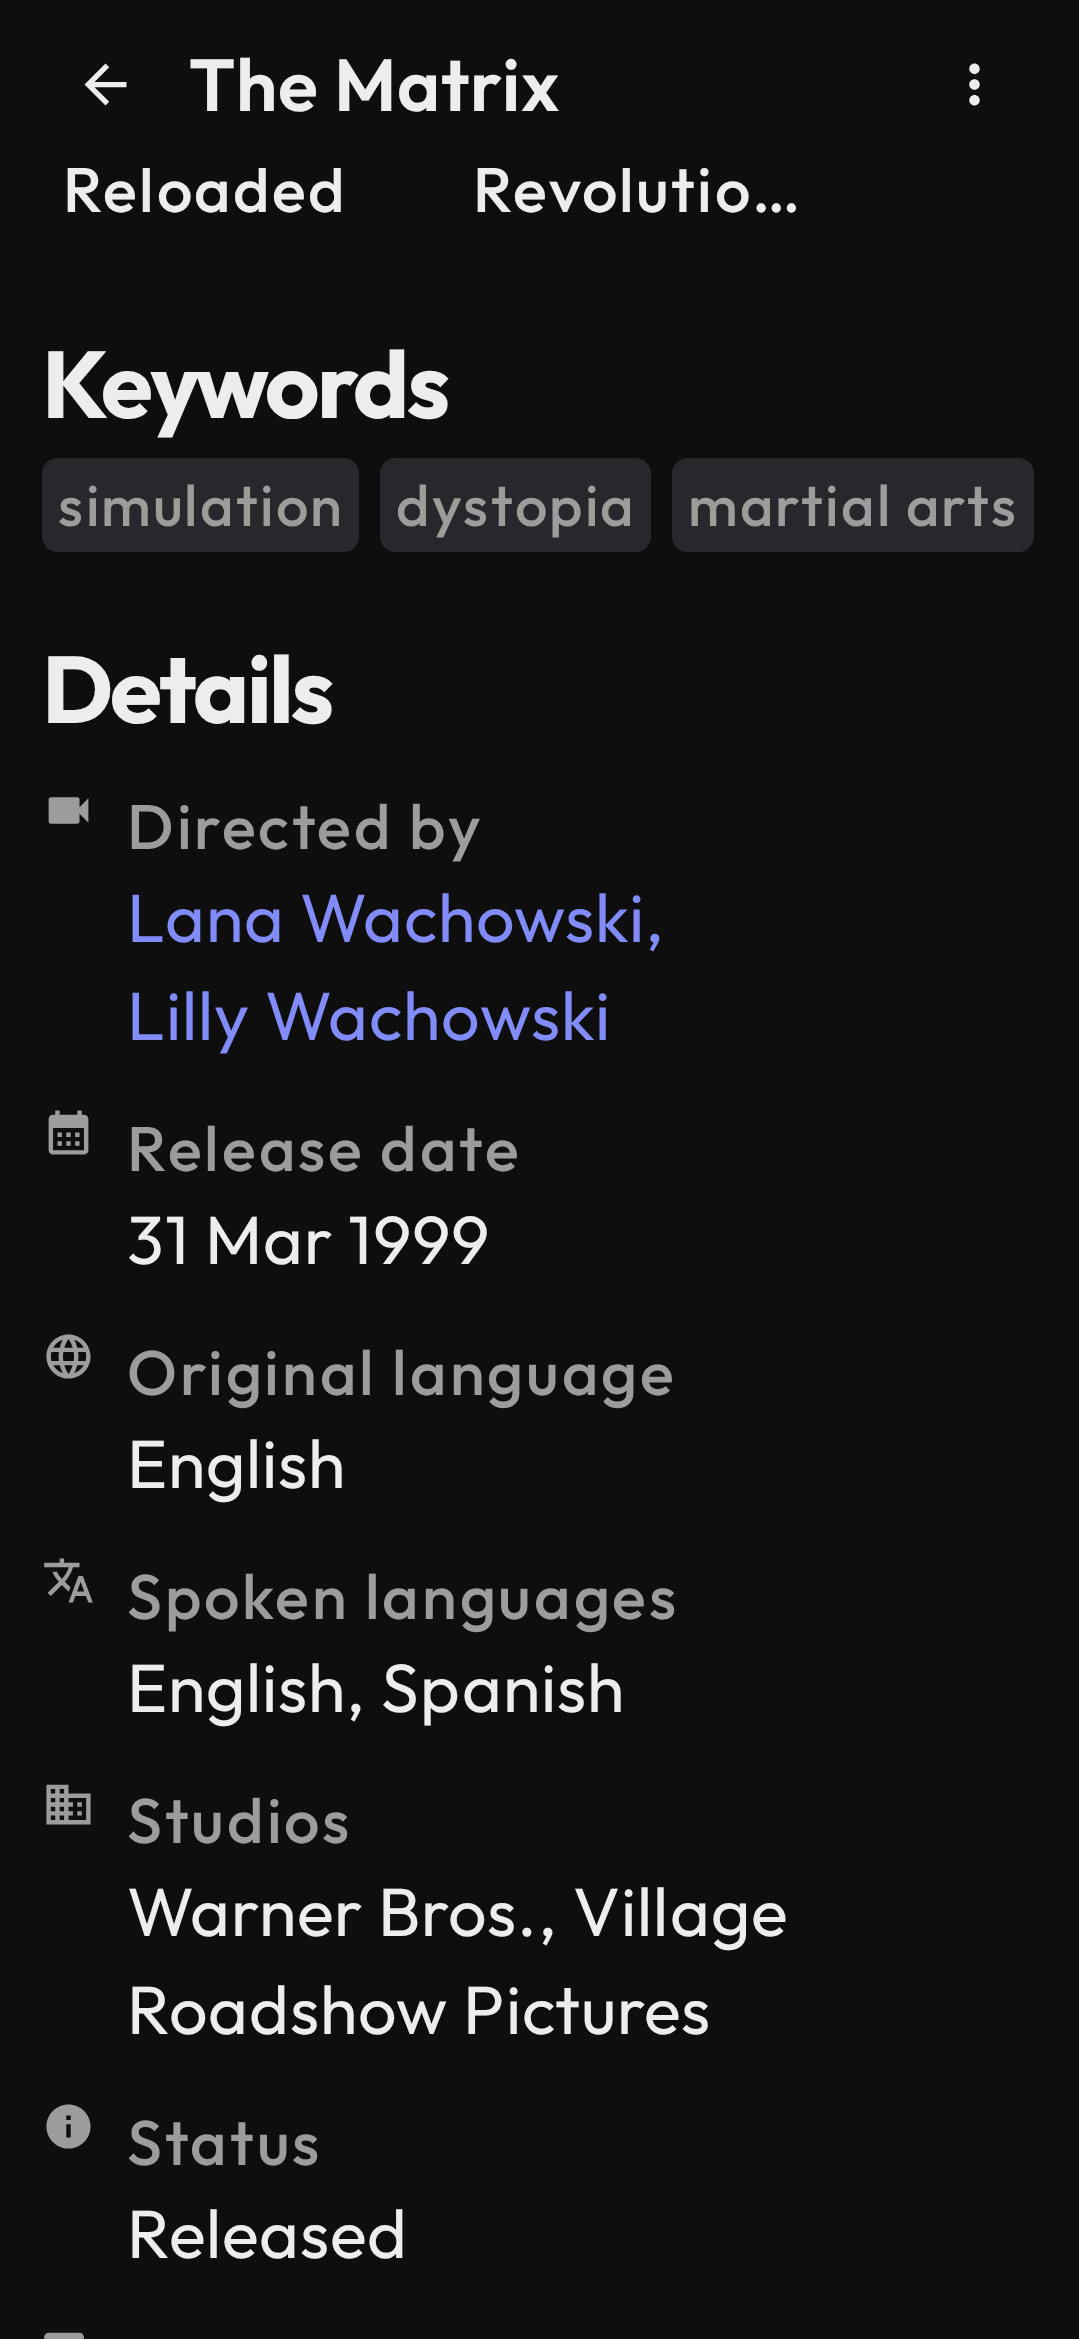 The Matrix
Reloaded
Revolutio...
Keywords
simulation
dystopia
martial arts
Details
Directed by
Lana Wachowski,
Lilly Wachowski
Release date
31 Mar 1999
Original language
English
Spoken languages
English, Spanish
Studios
Warner Bros., Village
Roadshow Pictures
Status
Released